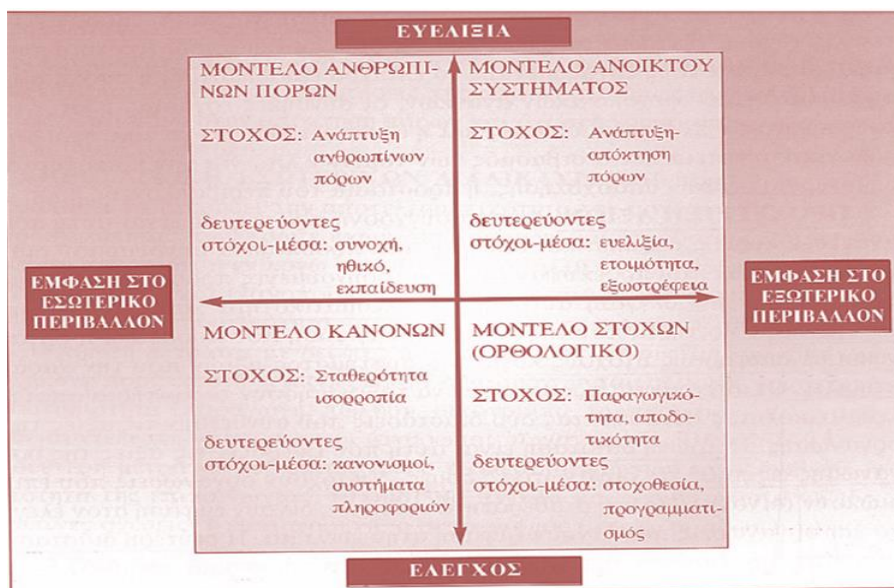 ΕΥΕΛΙΞΙΑ
ΜΟΝΤΕΛΟ ΑΝΘΡΩΠΙ-
ΝΩΝ ΠΟΡΩΝ
ΣΤΟΧΟΣ: Ανάπτυξη
ανθρωπίνων
πόρων
δευτερεύοντες
στόχοι-μέσα: συνοχή,
ηθικό,
εκπαίδευση
ΜΟΝΤΕΛΟ ΑΝΟΙΚΤΟΥ
ΣΥΣΤΗΜΑΤΟΣ
ΣΤΟΧΟΣ: Ανάπτυξη-
απόκτηση
πόρων
δευτερεύοντες
στόχοι-μέσα: ευελιξία,
ετοιμότητα,
εξωστρέφεια
ΕΜΦΑΣΗ ΣΤΟ
ΕΣΩΤΕΡΙΚΟ
ΠΕΡΙΒΑΛΛΟΝ
ΕΜΦΑΣΗ ΣΤΟ
ΕΞΩΤΕΡΙΚΟ
ΠΕΡΙΒΑΛΛΟΝ
ΜΟΝΤΕΛΟ ΚΑΝΟΝΩΝ
ΣΤΟΧΟΣ: Σταθερότητα
ισορροπία
δευτερεύοντες
στόχοι-μέσα: κανονισμοί,
συστήματα
πληροφοριών
ΜΟΝΤΕΛΟ ΣΤΟΧΩΝ
(ΟΡΘΟΛΟΓΙΚΟ)
ΣΤΟΧΟΣ: Παραγωγικό-
τητα, αποδο-
τικότητα
δευτερεύοντες
στόχοι-μέσα: στοχοθεσία,
προγραμματι-
σμός
ΕΛΕΓΧΟΣ